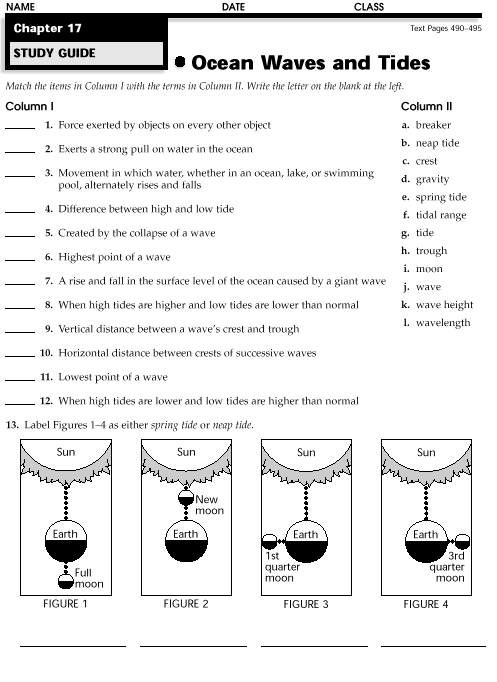 NAME DATE CLASS
Chapter 17
Text Pages 490–495
STUDY GUIDE
• Ocean Waves and Tides
Match the items in Column I with the terms in Column II. Write the letter on the blank at the left.
Column I
Column II
1. Force exerted by objects on every other object
2. Exerts a strong pull on water in the ocean
3. Movement in which water, whether in an ocean, lake, or swimming
pool, alternately rises and falls
4. Difference between high and low tide
5. Created by the collapse of a wave
6. Highest point of a wave
7. A rise and fall in the surface level of the ocean caused by a giant wave
8. When high tides are higher and low tides are lower than normal
9. Vertical distance between a wave's crest and trough
10. Horizontal distance between crests of successive waves
11. Lowest point of a wave
12. When high tides are lower and low tides are higher than normal
a. breaker
b. neap tide
c. crest
d. gravity
e. spring tide
f. tidal range
g. tide
h. trough
i. moon
j. wave
k. wave height
l. wavelength
13. Label Figures 1–4 as either spring tide or neap tide.
Sun
Earth
Full
moon
FIGURE 1
Sun
New
moon
Earth
FIGURE 2
Sun
Earth
1st
quarter
moon
FIGURE 3
Sun
Earth
3rd
quarter
moon
FIGURE 4